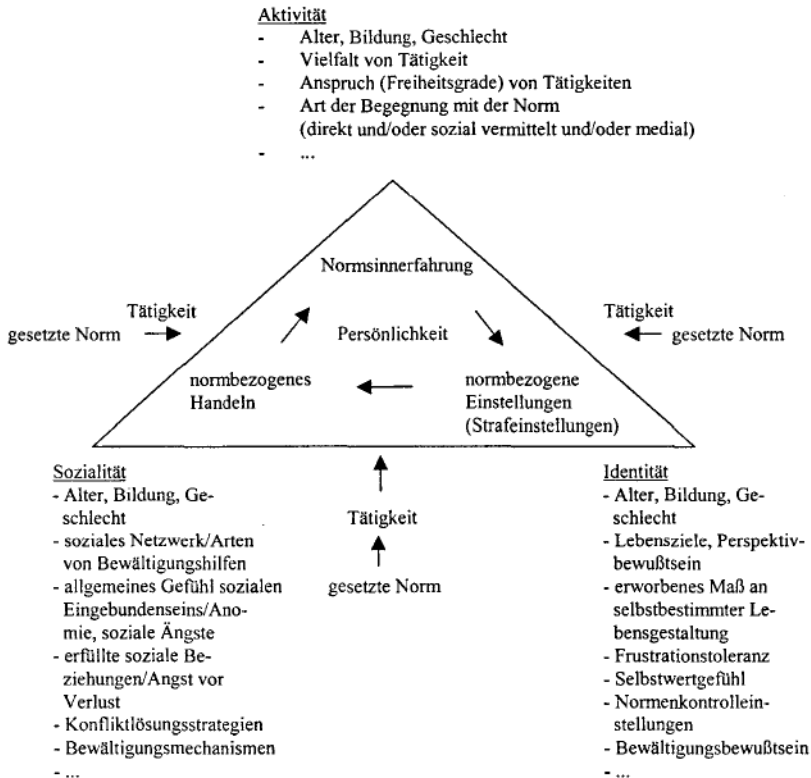 Aktivität
- Alter, Bildung, Geschlecht
- Vielfalt von Tätigkeit
- Anspruch (Freiheitsgrade) von Tätigkeiten
- Art der Begegnung mit der Norm
(direkt und/oder sozial vermittelt und/oder medial)
- ...
Normsinnerfahrung
Tätigkeit
gesetzte Norm
Persönlichkeit
Tätigkeit
gesetzte Norm
normbezogenes
Handeln
normbezogene
Einstellungen
(Strafeinstellungen)
Tätigkeit
gesetzte Norm
Sozialität
- Alter, Bildung, Ge-
schlecht
- soziales Netzwerk/Arten
von Bewältigungshilfen
- allgemeines Gefühl sozialen
Eingebundenseins/Ano-
mie, soziale Ängste
- erfüllte soziale Be-
ziehungen/Angst vor
Verlust
- Konfliktlösungsstrategien
- Bewältigungsmechanismen
- ...
Identität
- Alter, Bildung, Ge-
schlecht
- Lebensziele, Perspektiv-
bewußtsein
- erworbenes Maß an
selbstbestimmter Le-
bensgestaltung
- Frustrationstoleranz
- Selbstwertgefühl
- Normenkontrollein-
stellungen
- Bewältigungsbewußtsein
- ...